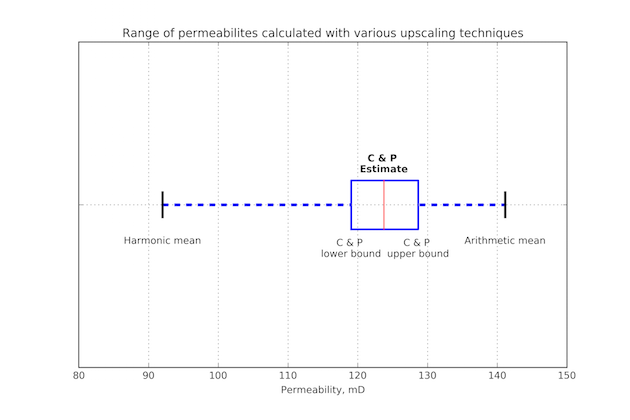 Range of permeabilites calculated with various upscaling techniques
C & P
Estimate
Harmonic mean
C & P
lower bound
C & P
upper bound
Arithmetic mean
80 90 100 110 120 130 140 150
Permeability, mD